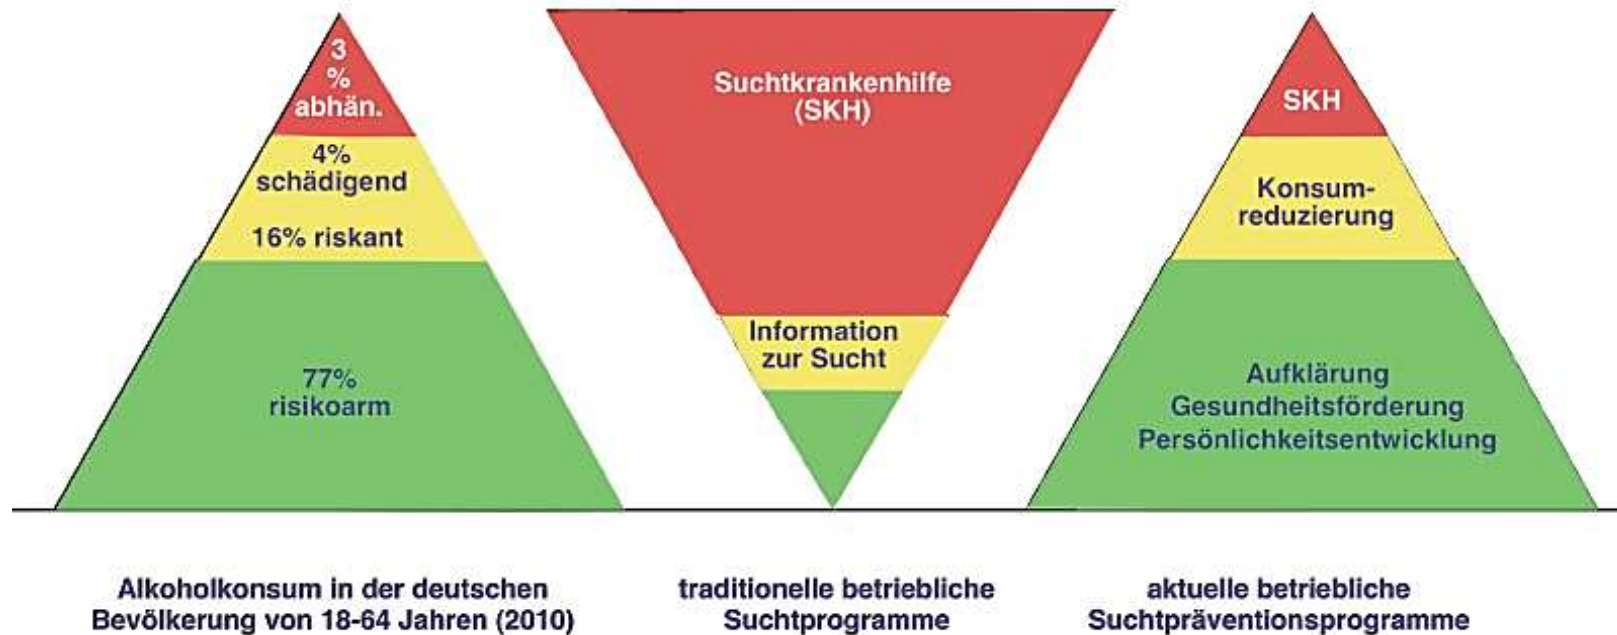 3
%
abhän.
4%
schädigend
16% riskant
77%
risikoarm
Suchtkrankenhilfe
(SKH)
Information
zur Sucht
SKH
Konsum-
reduzierung
Aufklärung
Gesundheitsförderung
Persönlichkeitsentwicklung
Alkoholkonsum in der deutschen
Bevölkerung von 18-64 Jahren (2010)
traditionelle betriebliche
Suchtprogramme
aktuelle betriebliche
Suchtpräventionsprogramme